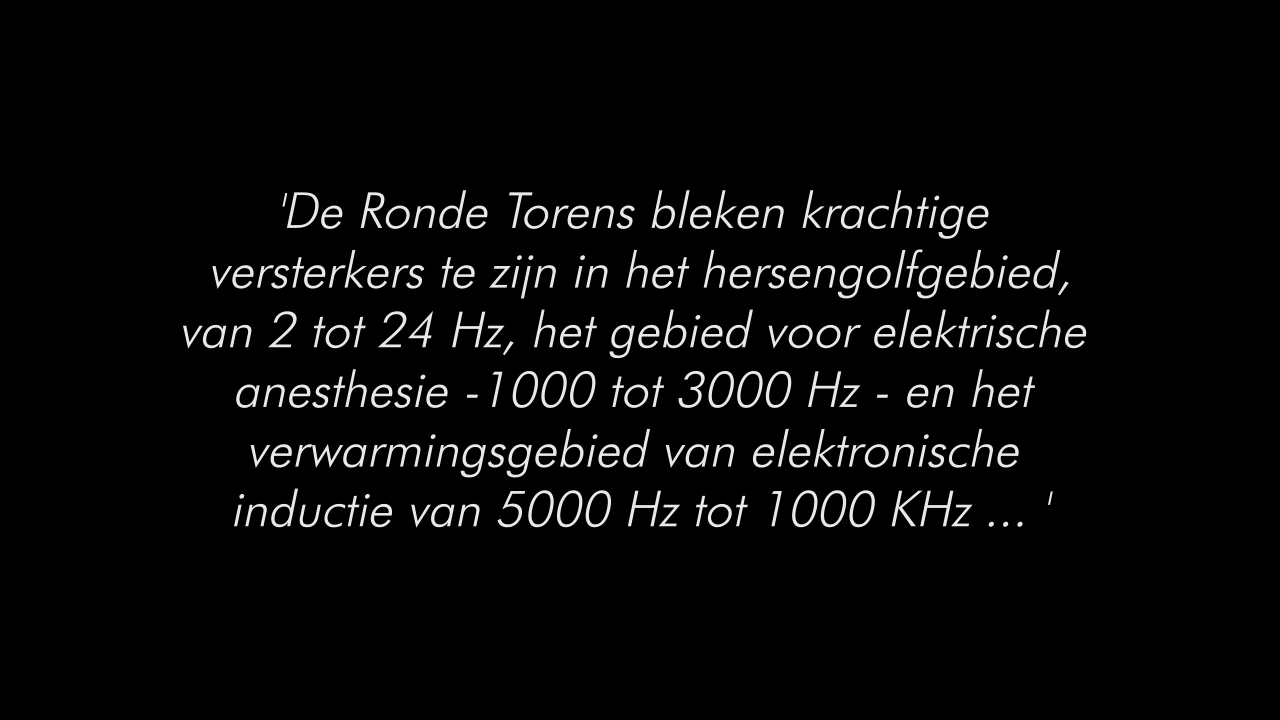 'De Ronde Torens bleken krachtige
versterkers te zijn in het hersengolfgebied,
van 2 tot 24 Hz, het gebied voor elektrische
anesthesie -1000 tot 3000 Hz - en het
verwarmingsgebied van elektronische
inductie van 5000 Hz tot 1000 KHz ... '